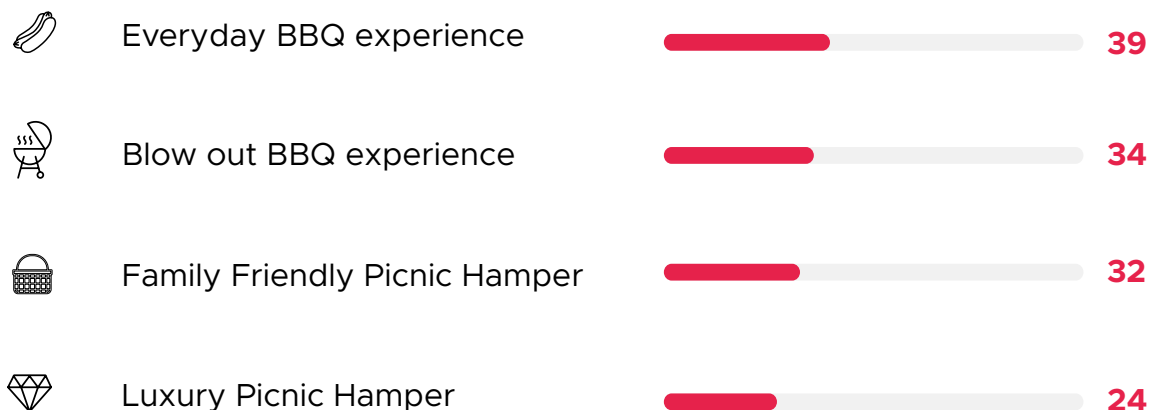 Everyday BBQ experience 39
Blow out BBQ experience 34
Family Friendly Picnic Hamper 32
Luxury Picnic Hamper 24